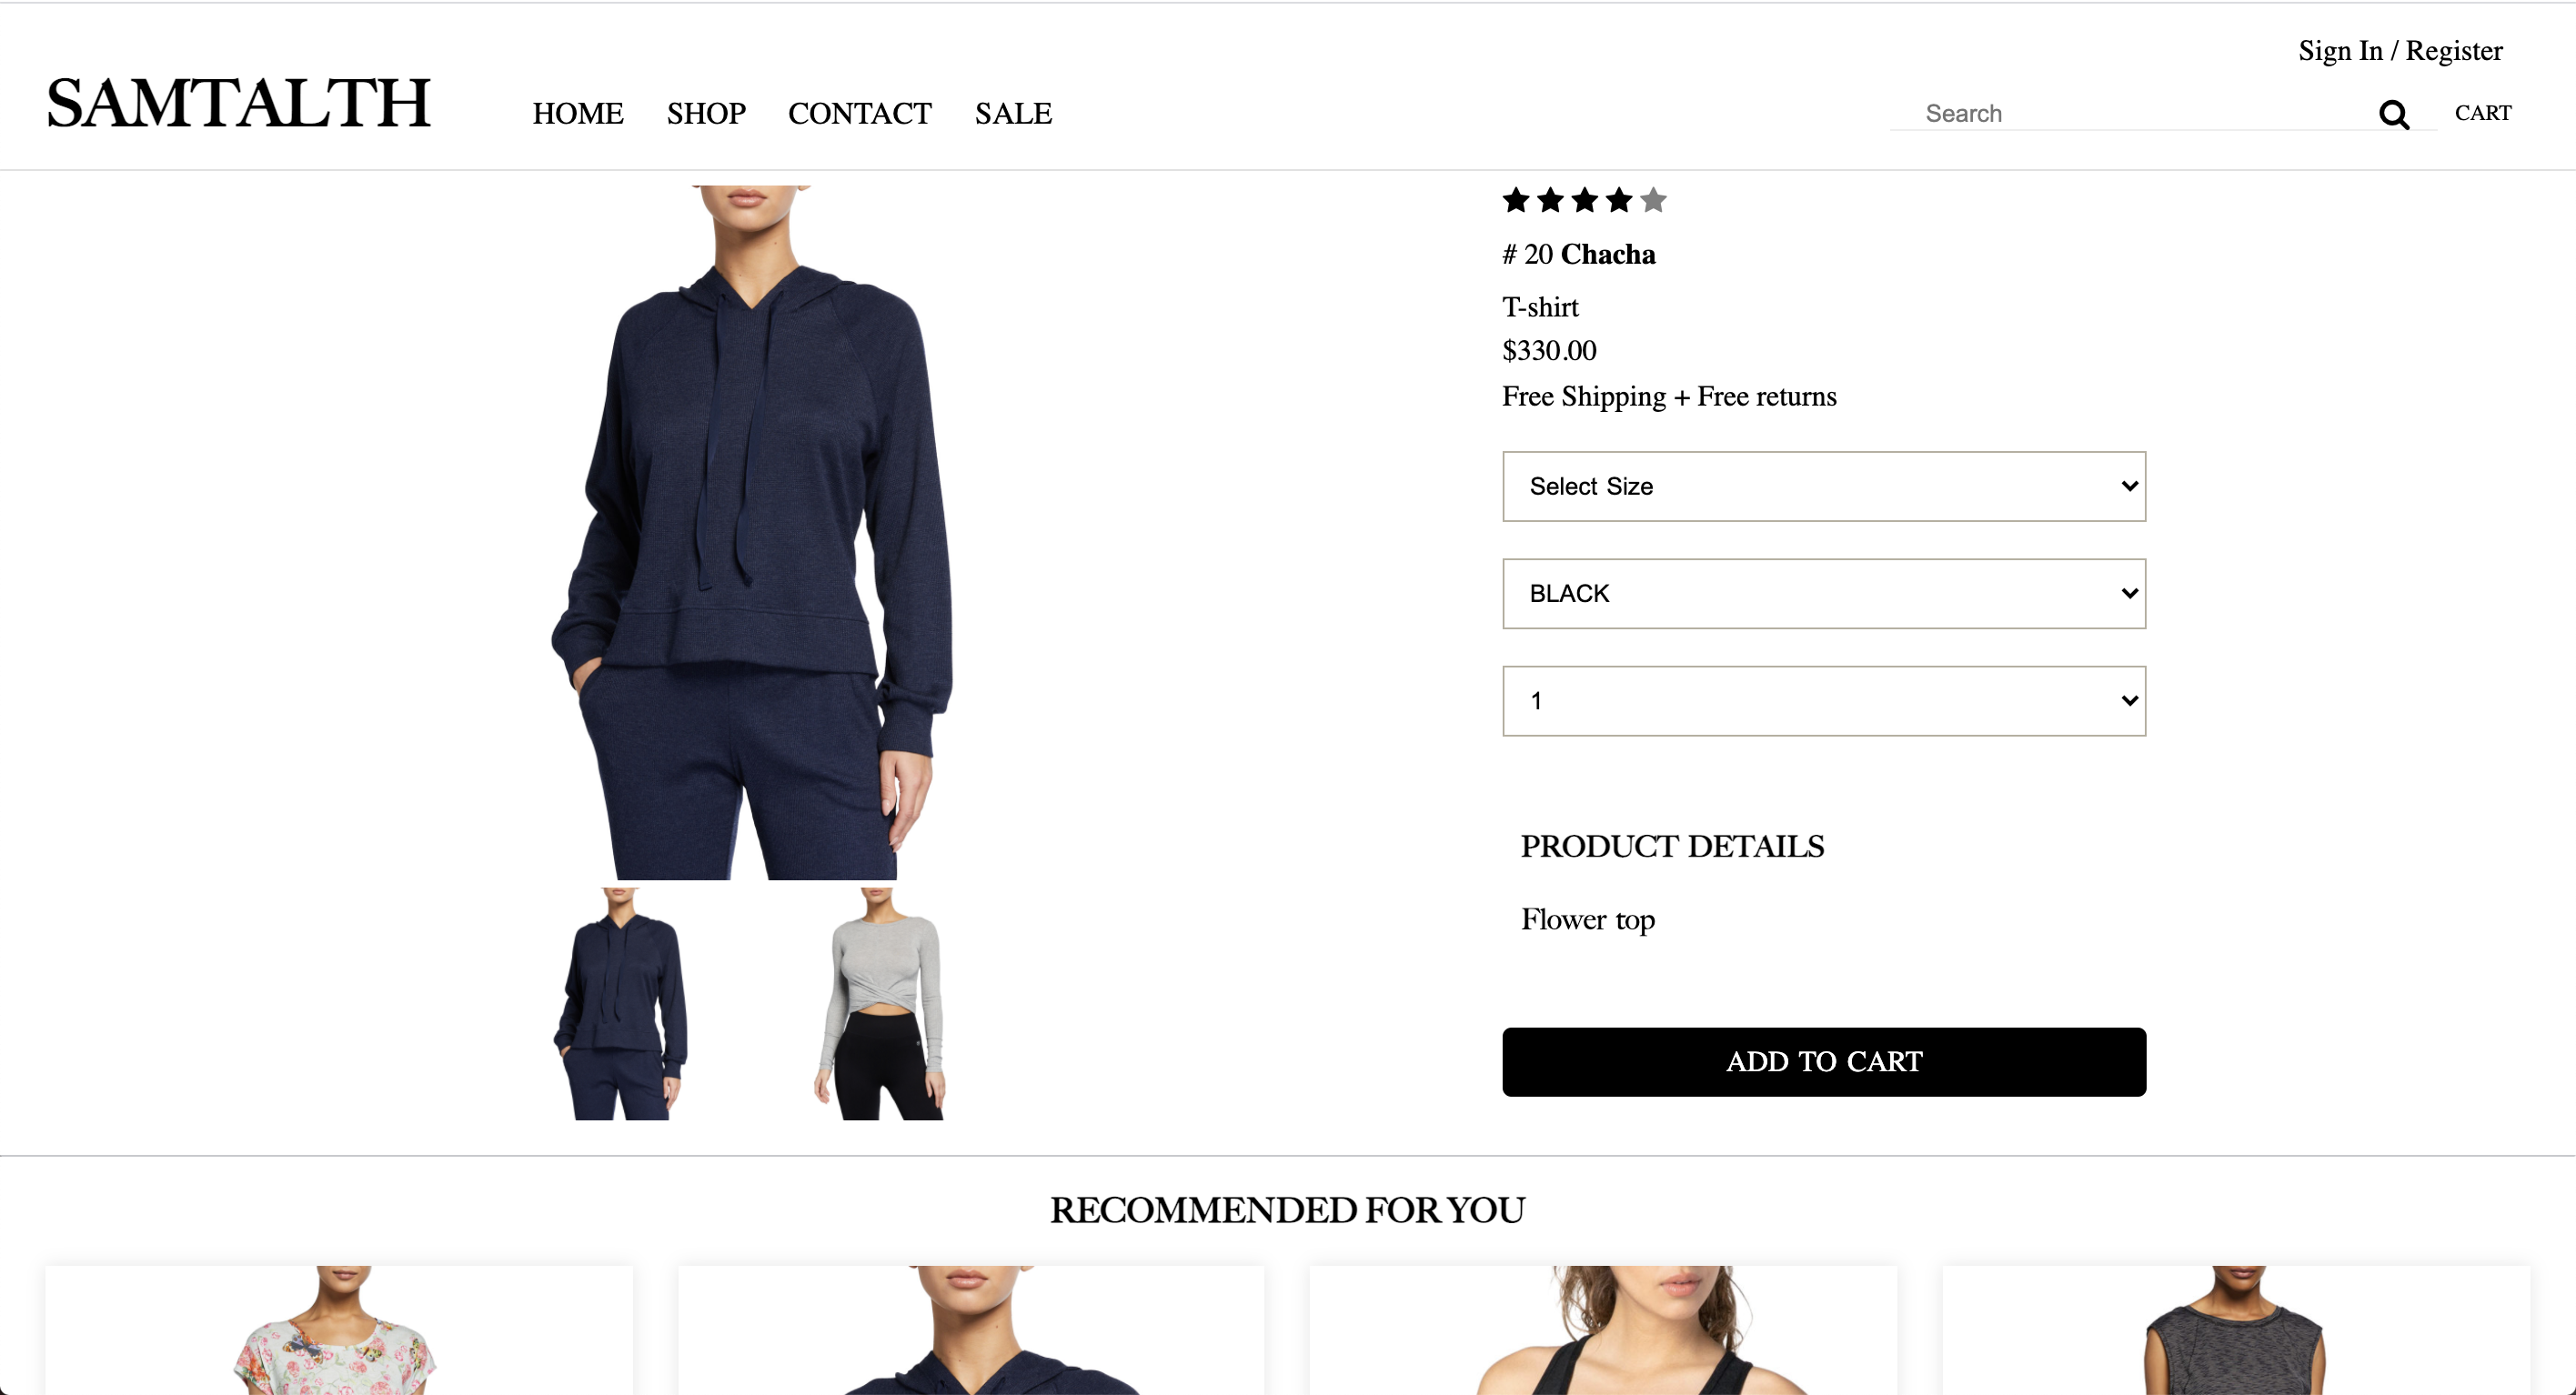 Sign In / Register
SAMTALTH
HOME SHOP CONTACT SALE
Search
CART
# 20 Chacha
T-shirt
$330.00
Free Shipping + Free returns
Select Size
BLACK
1
PRODUCT DETAILS
Flower top
ADD TO CART
RECOMMENDED FOR YOU